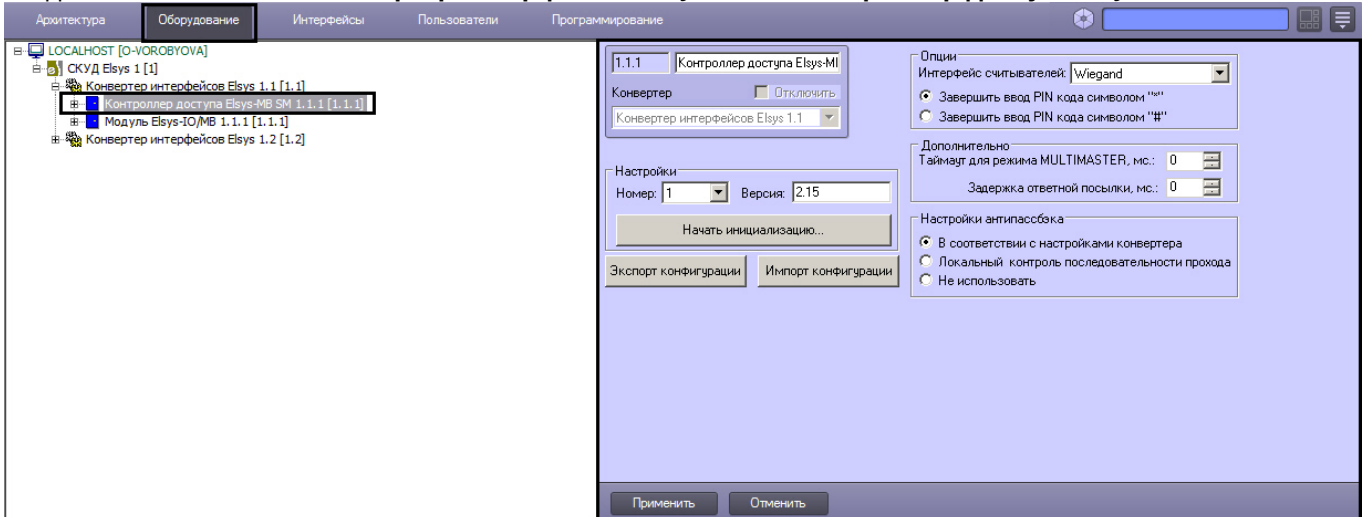 Архитектура Оборудование Интерфейсы Пользователи Программирование
LOCALHOST [O-VOROBYOVA]
СКУД Elsys 1 [1]
Конвертер интерфейсов Elsys 1.1 [1.1]
Контроллер доступа Elsys-MB SM 1.1.1 [1.1.1]
Модуль Elsys-IO/MB 1.1.1 [1.1.1]
Конвертер интерфейсов Elsys 1.2 [1.2]
1.1.1 Контроллер доступа Elsys-MI
Конвертер Отключить
Конвертер интерфейсов Elsys 1.1
Настройки
Номер: 1 Версия: 2.15
Начать инициализацию...
Экспорт конфигурации Импорт конфигурации
Опции
Интерфейс считывателей: Wiegand
Завершить ввод PIN кода символом "*"
Завершить ввод PIN кода символом "#"
Дополнительно
Таймаут для режима MULTIMASTER, мс.: 0
Задержка ответной посылки, мс.: 0
Настройки антипассбэка
В соответствии с настройками конвертера
Локальный контроль последовательности прохода
Не использовать
Применить Отменить